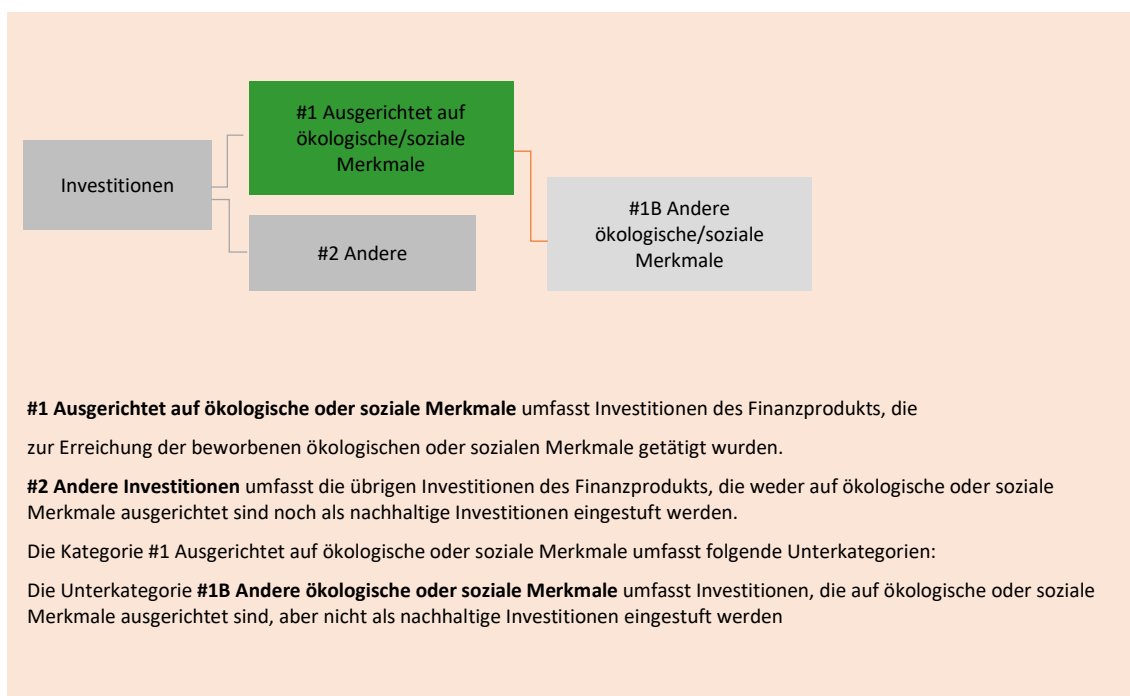 #1 Ausgerichtet auf
ökologische/soziale
Merkmale
Investitionen
#2 Andere
#1B Andere
ökologische/soziale
Merkmale
#1 Ausgerichtet auf ökologische oder soziale Merkmale umfasst Investitionen des Finanzprodukts, die
zur Erreichung der beworbenen ökologischen oder sozialen Merkmale getätigt wurden.
#2 Andere Investitionen umfasst die übrigen Investitionen des Finanzprodukts, die weder auf ökologische oder soziale
Merkmale ausgerichtet sind noch als nachhaltige Investitionen eingestuft werden.
Die Kategorie #1 Ausgerichtet auf ökologische oder soziale Merkmale umfasst folgende Unterkategorien:
Die Unterkategorie #1B Andere ökologische oder soziale Merkmale umfasst Investitionen, die auf ökologische oder soziale
Merkmale ausgerichtet sind, aber nicht als nachhaltige Investitionen eingestuft werden